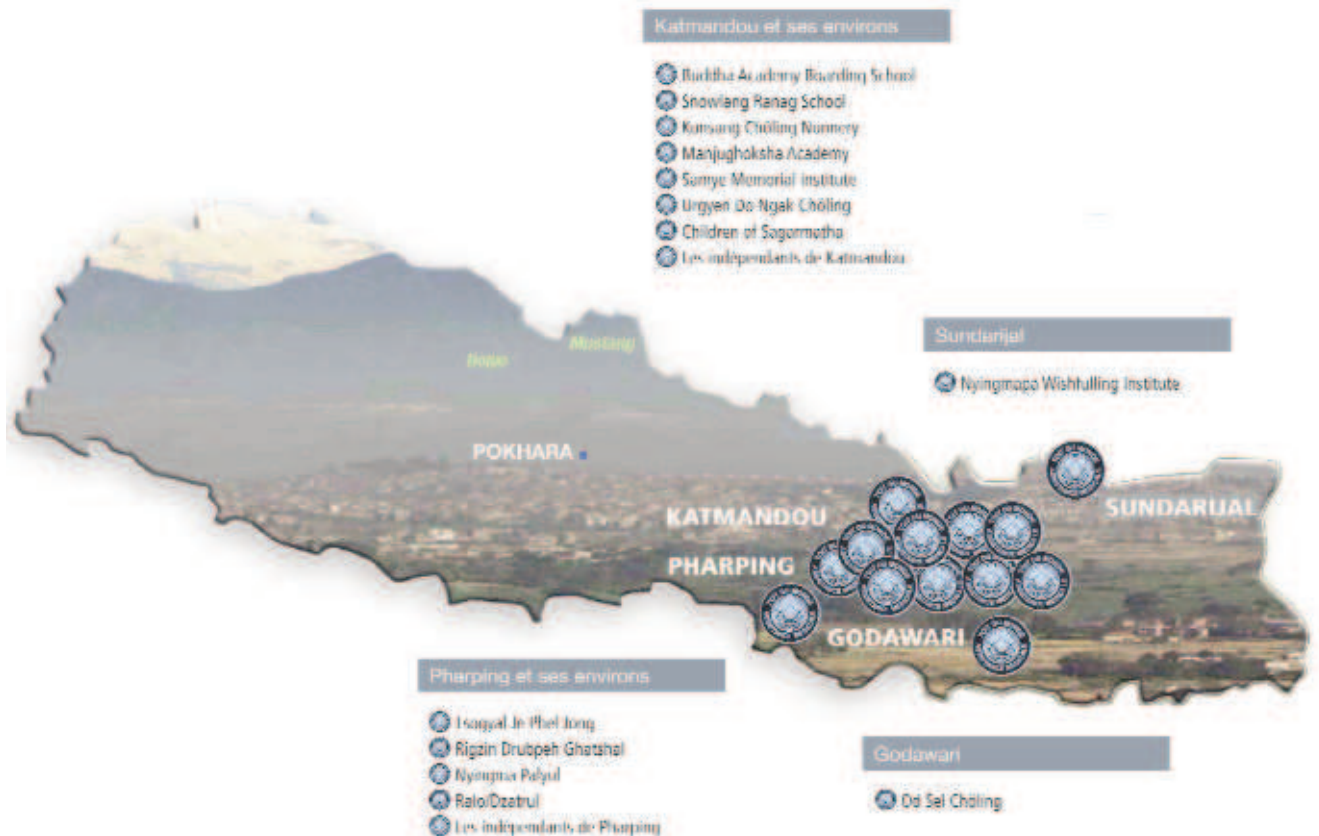 Katmandou et ses environs
Buddha Academy Boarding School
Snowlang Ranag School
Kunsang Chöling Nunnery
Manjughoksha Academy
Samye Memorial Institute
Urgyen Do Ngak Chöling
Children of Sagarmatha
Les indépendants de Katmandou
Sundarijal
Nyingmapa Wishfulling Institute
Mustang
POKHARA
KATMANDOU
SUNDARIJAL
PHARPING
GODAWARI
Pharping et ses environs
Tsogyal Je Phel Jong
Rigzin Drubpeh Ghatshal
Nyingma Palyul
Ralo/Dzatrul
Les indépendants de Pharping
Godawari
Od Sel Chöling